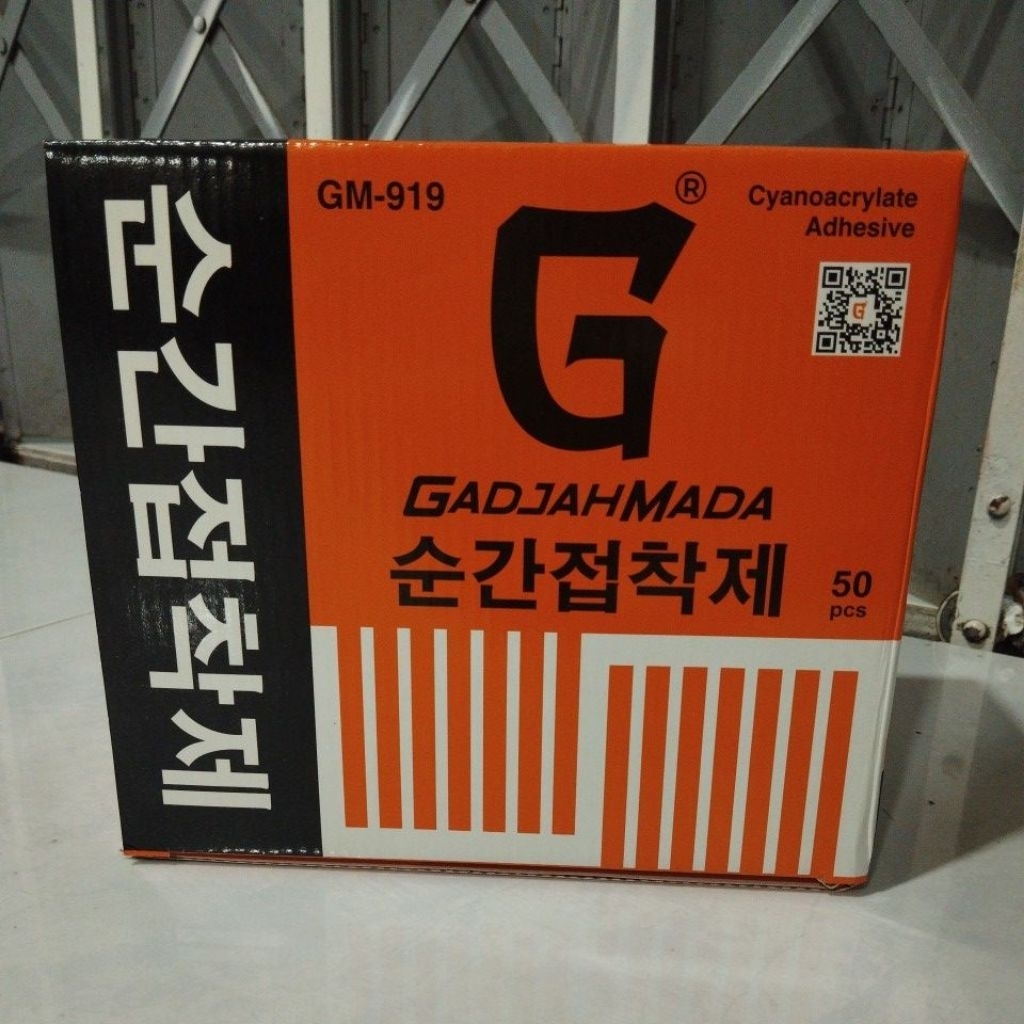 순간접착제
GM-919
G®
Cyanoacrylate
Adhesive
GADJAHMADA
순간접착제
50
pcs